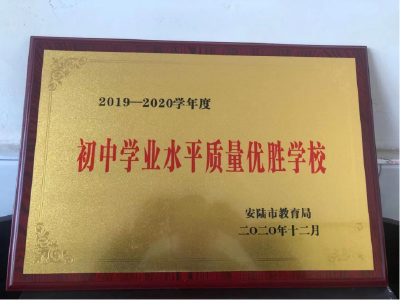 2019—2020学年度
初中学业水平质量优胜学校
安陆市教育局
二〇二〇年十二月